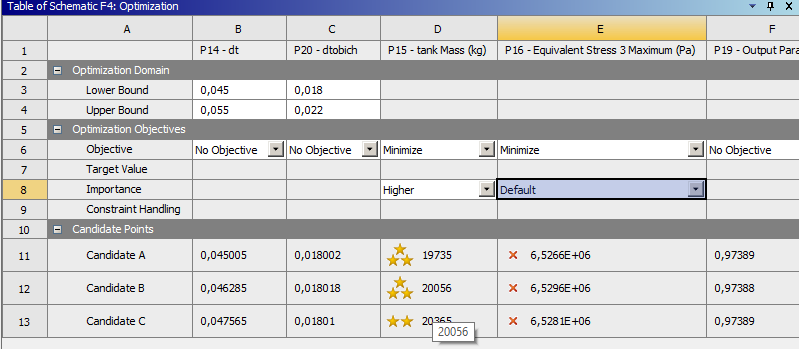 Table of Schematic F4: Optimization
A B C D E F
1 P14 - dt P20 - dtobich P15 - tank Mass (kg) P16 - Equivalent Stress 3 Maximum (Pa) P19 - Output Para
2 Optimization Domain
3 Lower Bound 0,045 0,018
4 Upper Bound 0,055 0,022
5 Optimization Objectives
6 Objective No Objective No Objective Minimize Minimize No Objective
7 Target Value
8 Importance Higher Default
9 Constraint Handling
10 Candidate Points
11 Candidate A 0,045005 0,018002 19735 6,5266E+06 0,97389
12 Candidate B 0,046285 0,018018 20056 6,5296E+06 0,97388
13 Candidate C 0,047565 0,01801 20365 6,5281E+06 0,97389
20056